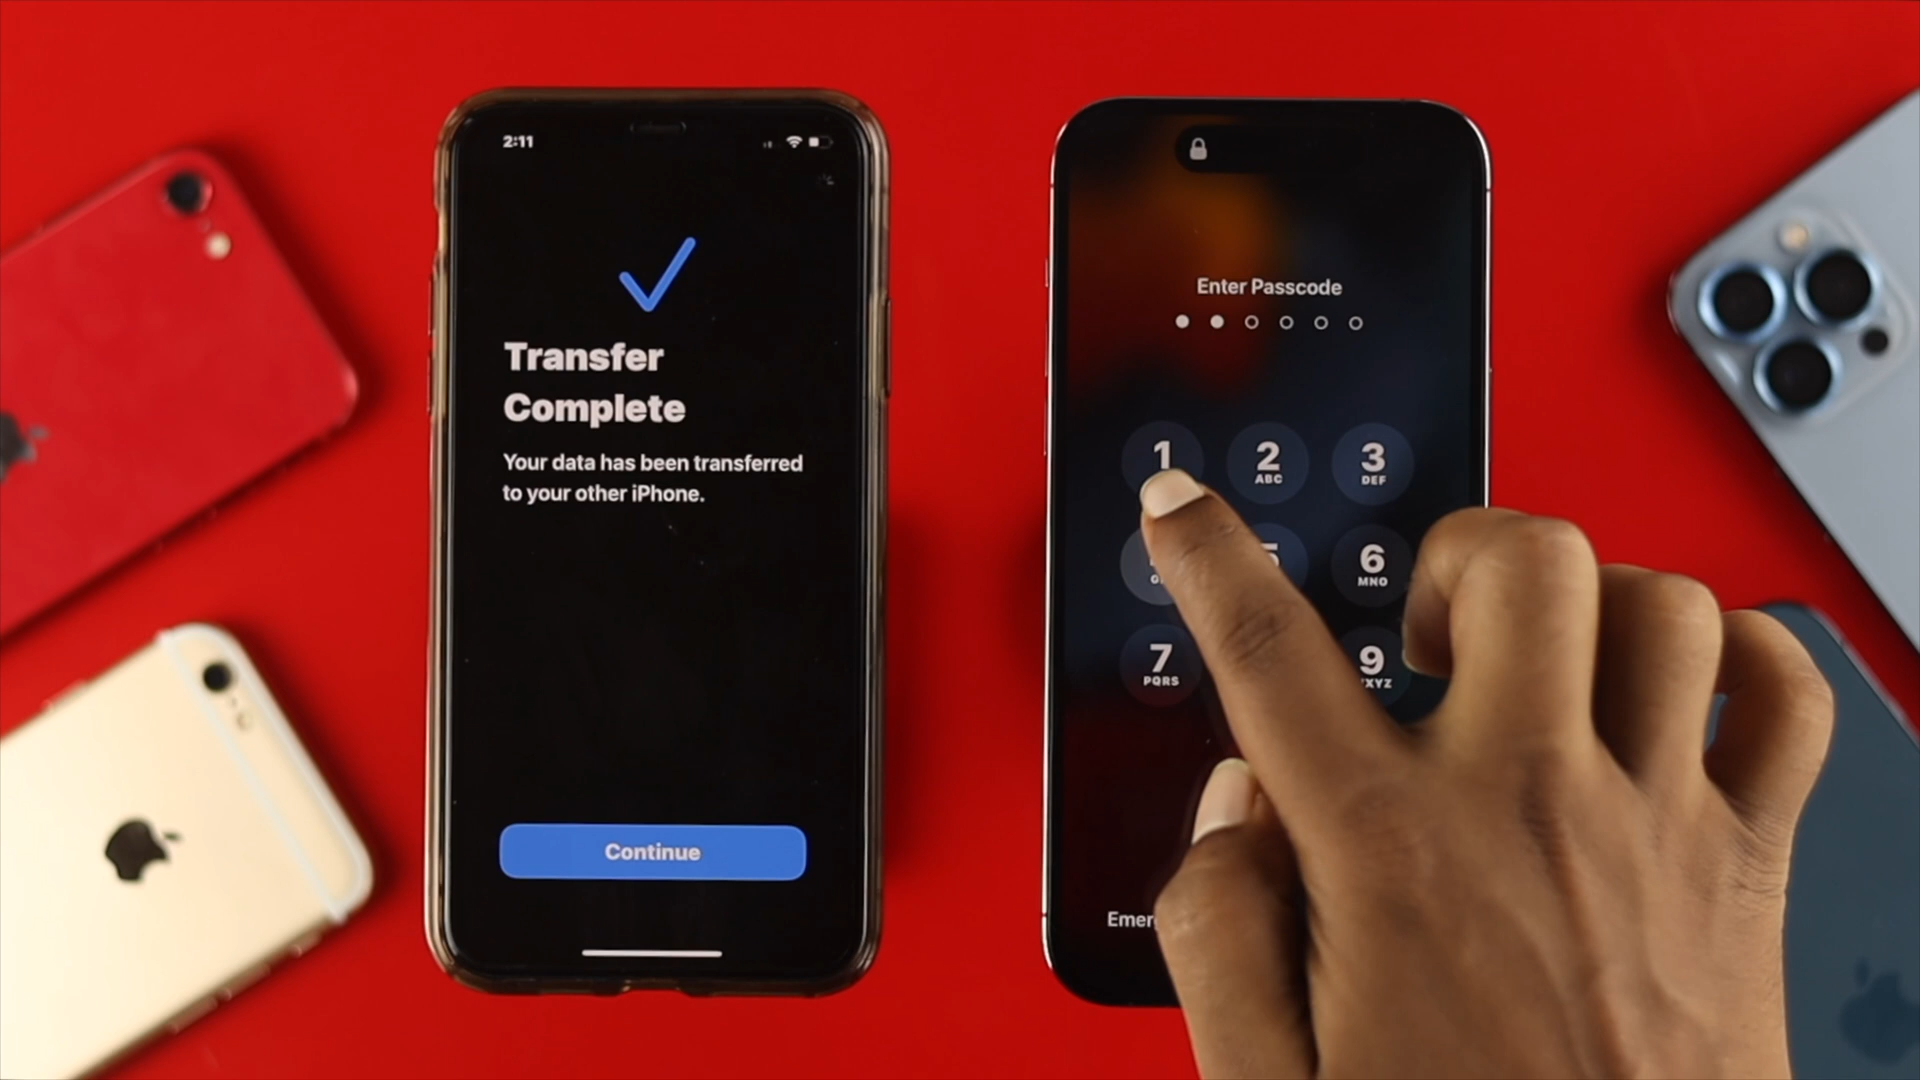 2:11
Transfer
Complete
Your data has been transferred
to your other iPhone.
Continue
Enter Passcode
1
2
ABC
3
DEF
6
MNO
7
PQRS
9